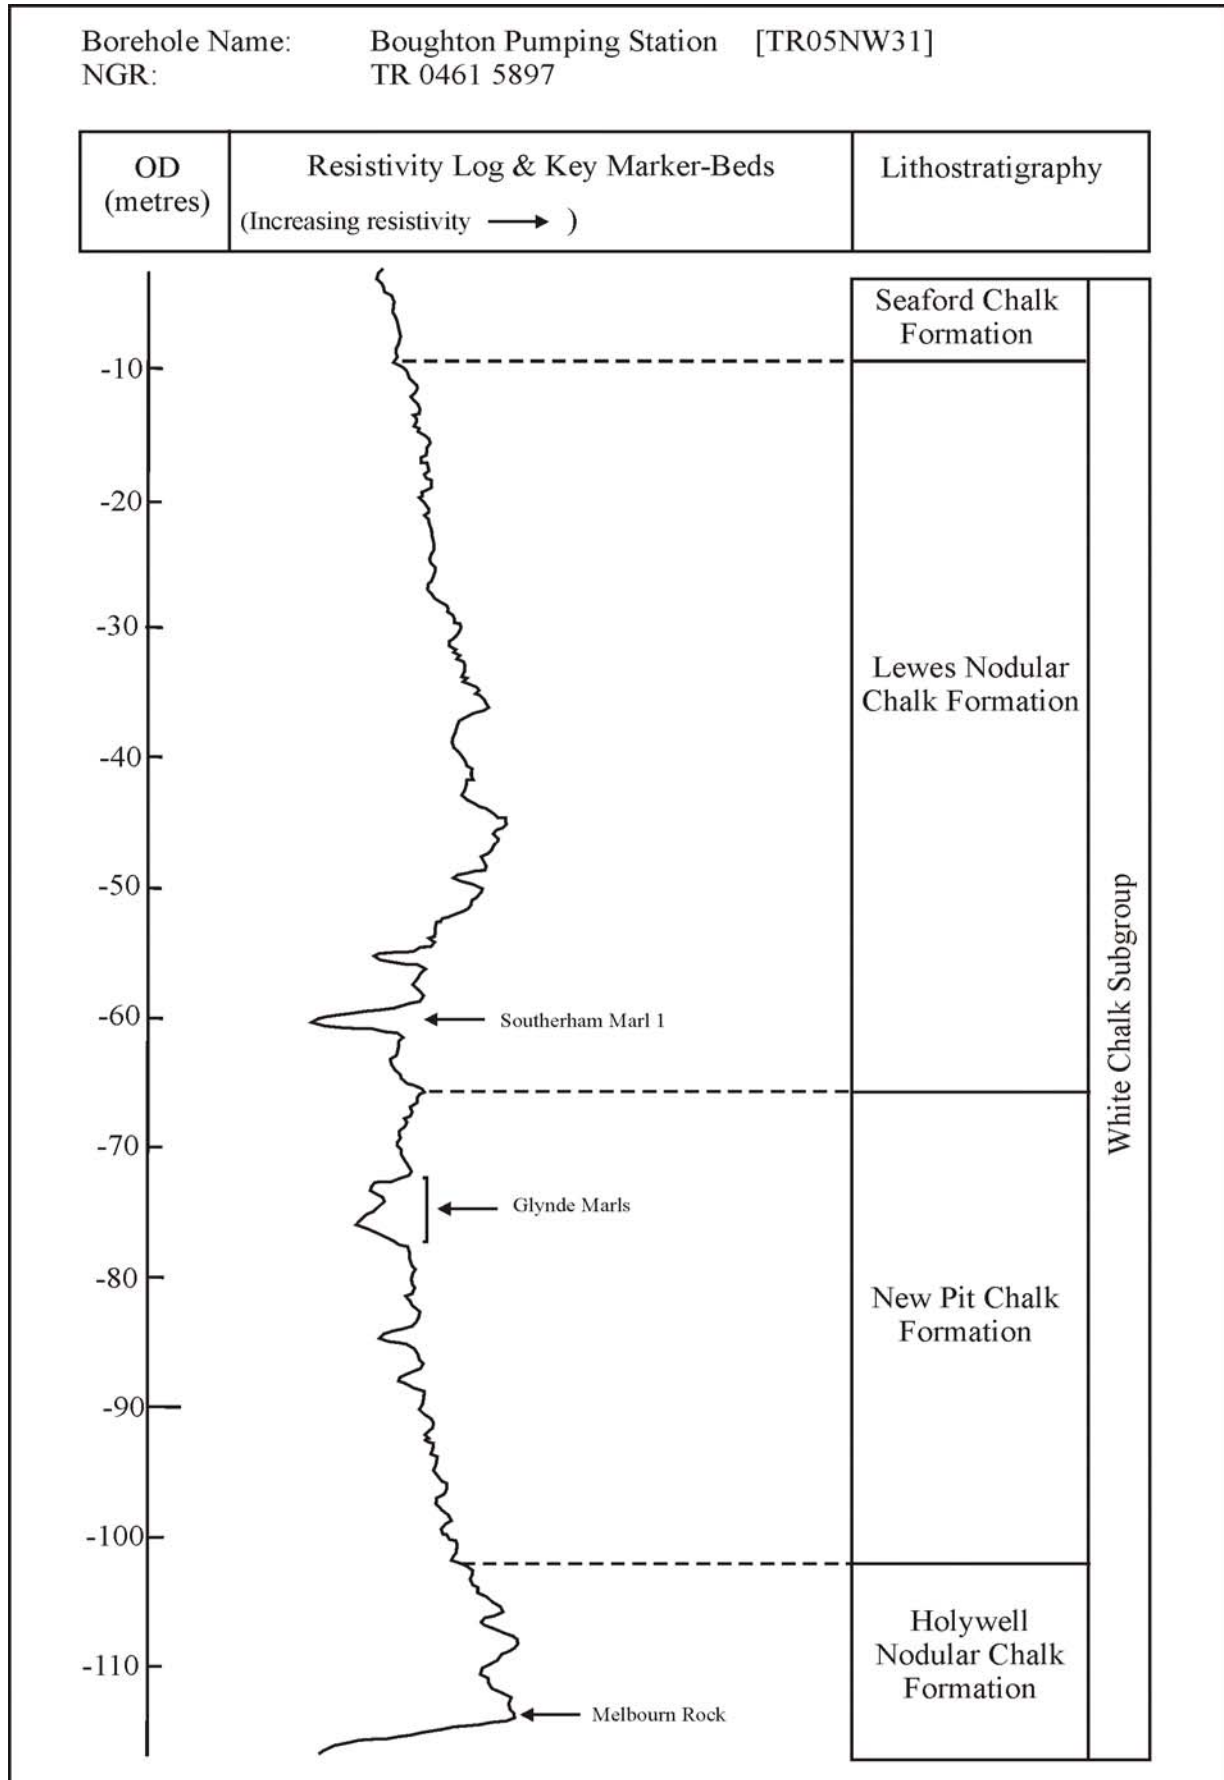 Borehole Name: Boughton Pumping Station [TR05NW31]
NGR: TR 0461 5897
OD
(metres)
Resistivity Log & Key Marker-Beds
(Increasing resistivity → )
Lithostratigraphy
Seaford Chalk
Formation
-10
-20
-30
Lewes Nodular
Chalk Formation
-40
-50
-60
Southerham Marl 1
White Chalk Subgroup
-70
Glynde Marls
-80
New Pit Chalk
Formation
-90
-100
Holywell
Nodular Chalk
Formation
-110
Melbourn Rock